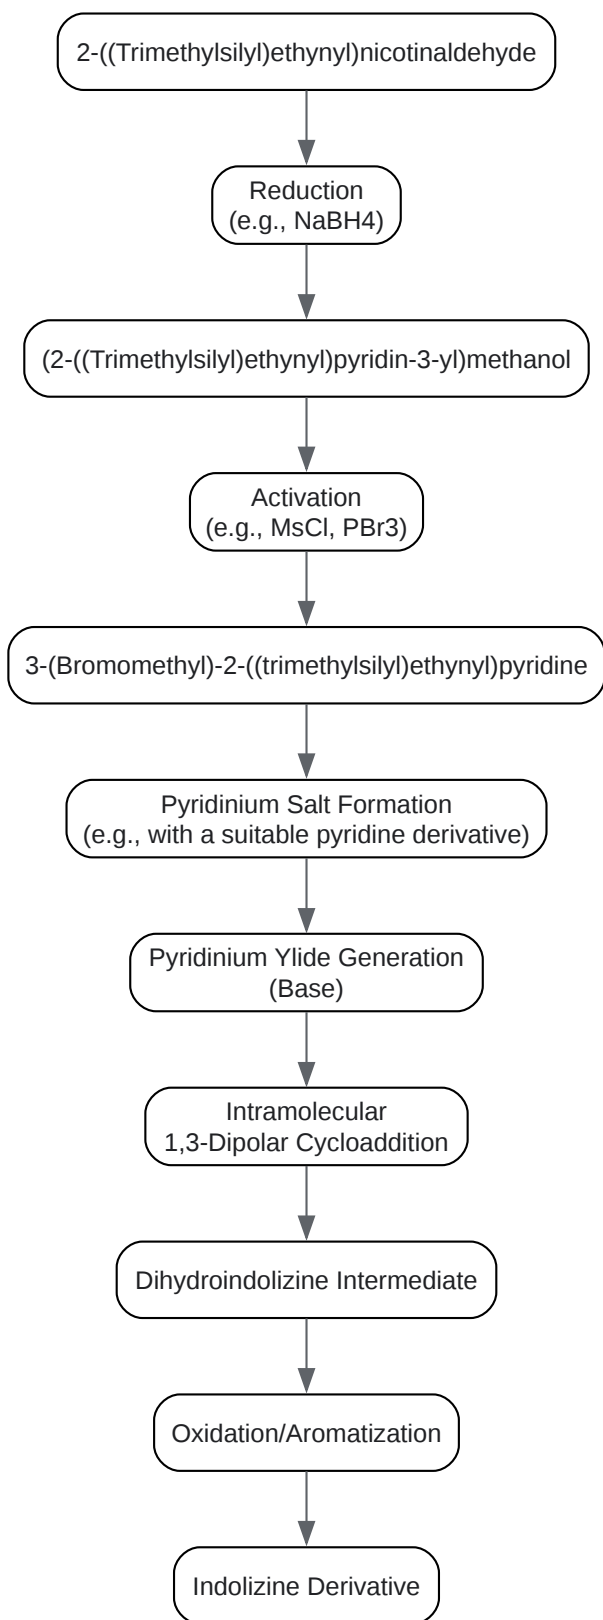 2-((Trimethylsilyl)ethynyl)nicotinaldehyde
Reduction
(e.g., NaBH4)
(2-((Trimethylsilyl)ethynyl)pyridin-3-yl)methanol
Activation
(e.g., MsCl, PBr3)
3-(Bromomethyl)-2-((trimethylsilyl)ethynyl)pyridine
Pyridinium Salt Formation
(e.g., with a suitable pyridine derivative)
Pyridinium Ylide Generation
(Base)
Intramolecular
1,3-Dipolar Cycloaddition
Dihydroindolizine Intermediate
Oxidation/Aromatization
Indolizine Derivative